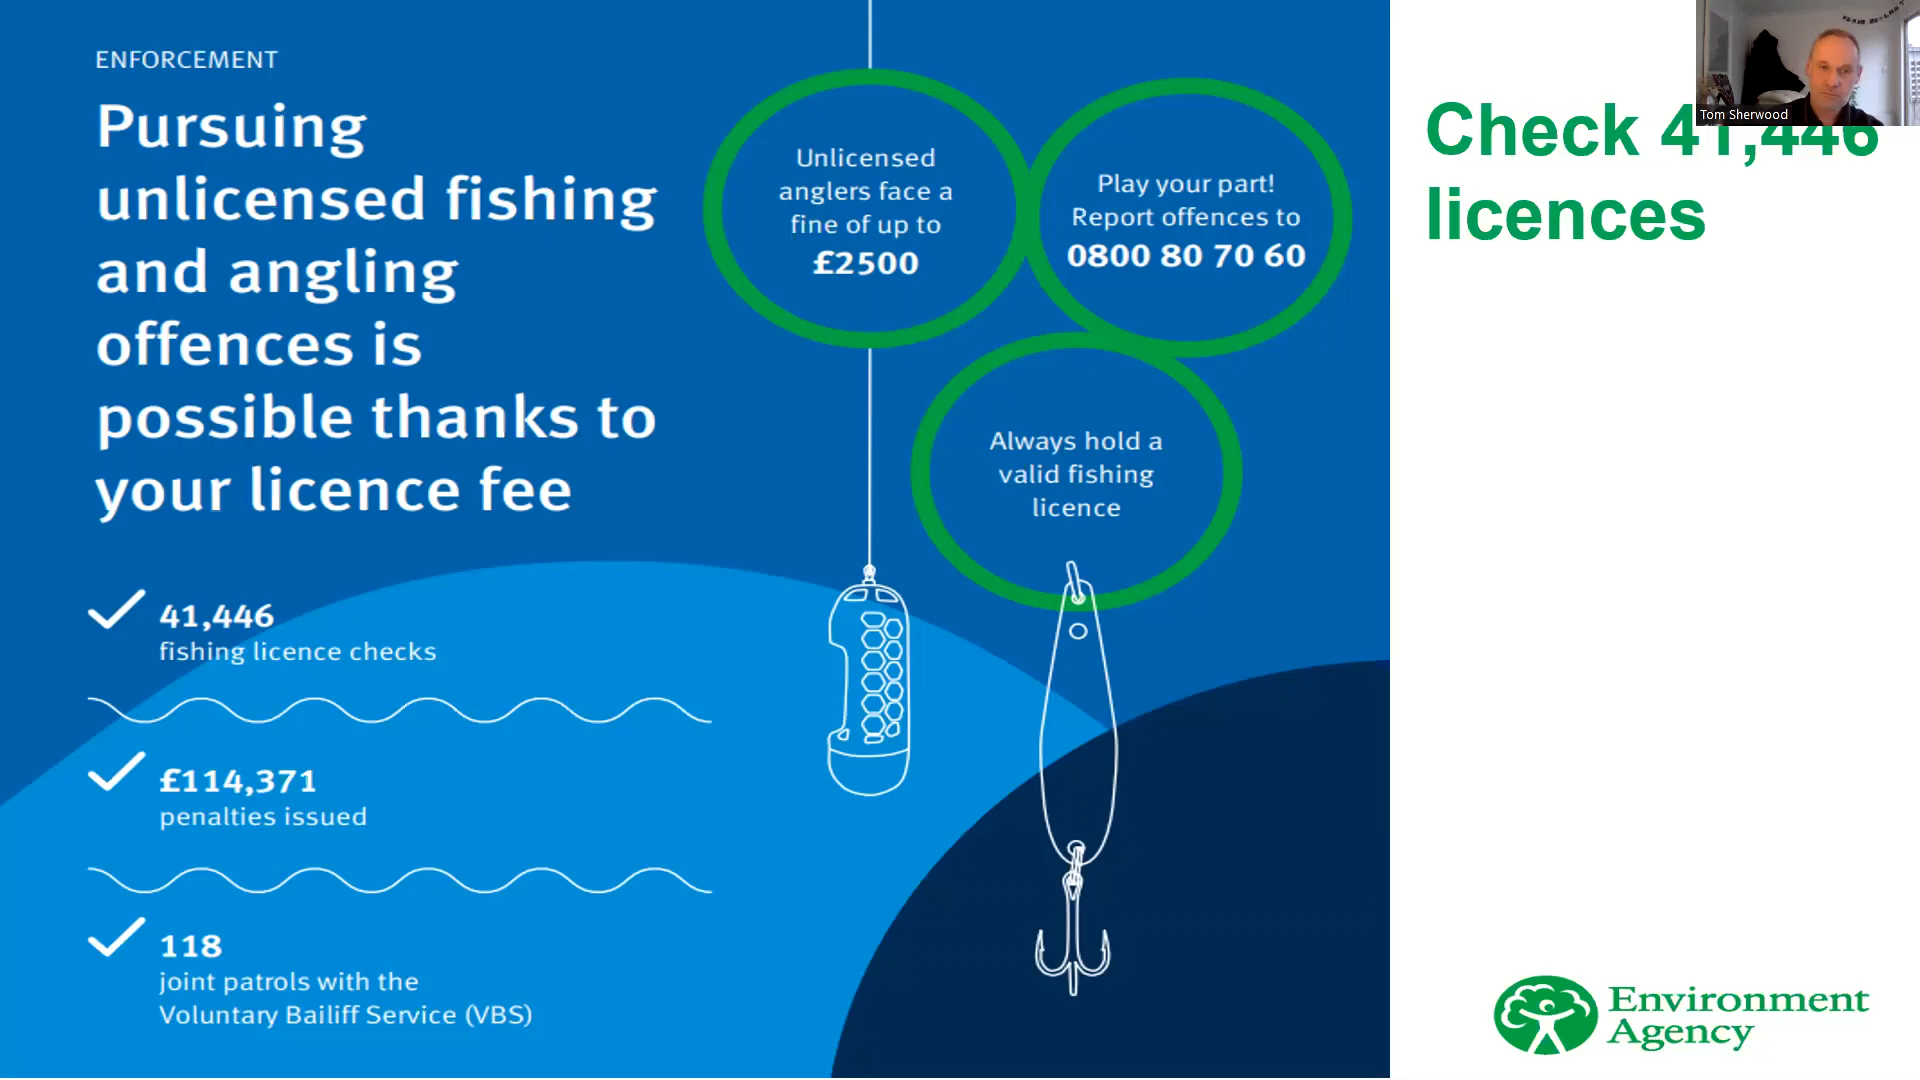 ENFORCEMENT
Pursuing
unlicensed fishing
and angling
offences is
possible thanks to
your licence fee
41,446
fishing licence checks
£114,371
penalties issued
118
joint patrols with the
Voluntary Bailiff Service (VBS)
Unlicensed
anglers face a
fine of up to
£2500
Play your part!
Report offences to
0800 80 70 60
Always hold a
valid fishing
licence
Check 41,446
licences
Tom Sherwood
Environment
Agency